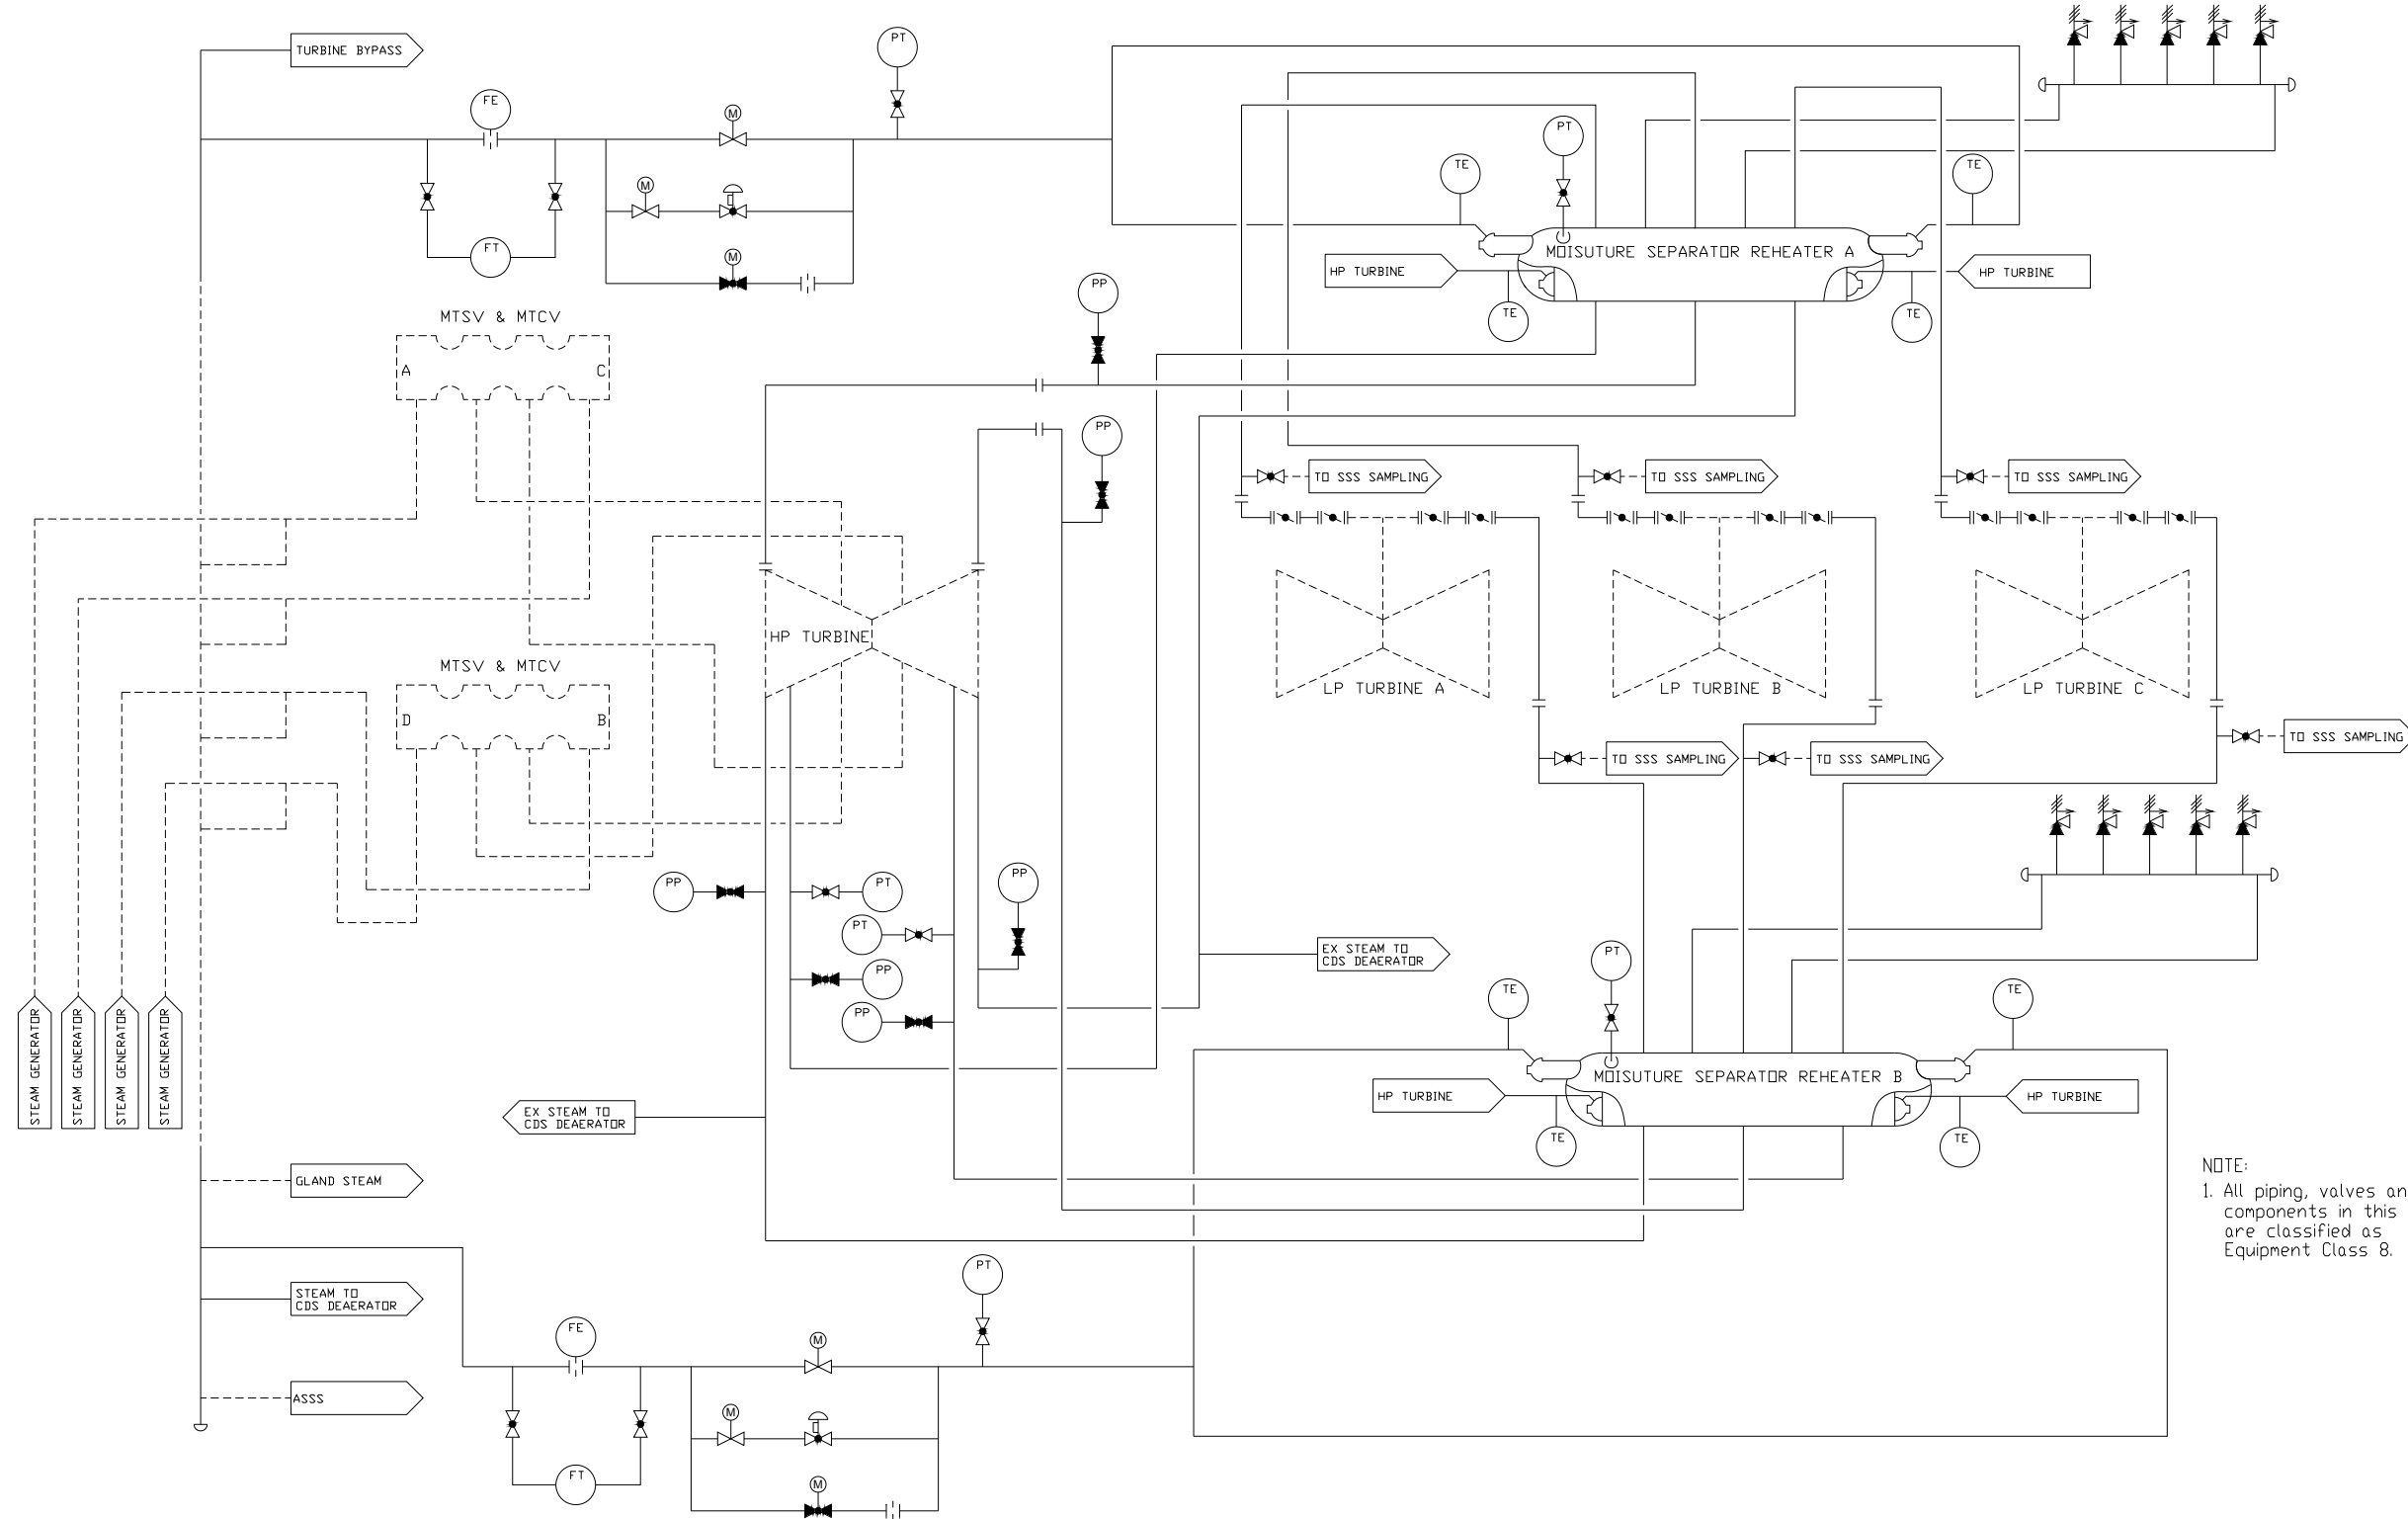 TURBINE BYPASS
PT
FE
M
M
FT
M
PT
TE
TE
MOISUTURE SEPARATOR REHEATER A
HP TURBINE
HP TURBINE
TE
TE
PP
MTSV & MTCV
A
C
PP
TO SSS SAMPLING
TO SSS SAMPLING
TO SSS SAMPLING
HP TURBINE
MTSV & MTCV
D
B
LP TURBINE A
LP TURBINE B
LP TURBINE C
TO SSS SAMPLING
TO SSS SAMPLING
TO SSS SAMPLING
PP
PT
PP
PT
PP
PP
EX STEAM TO
CDS DEAERATOR
PT
TE
TE
MOISUTURE SEPARATOR REHEATER B
HP TURBINE
HP TURBINE
TE
TE
STEAM GENERATOR
STEAM GENERATOR
STEAM GENERATOR
STEAM GENERATOR
EX STEAM TO
CDS DEAERATOR
GLAND STEAM
STEAM TO
CDS DEAERATOR
ASSS
PT
FE
M
M
FT
M
NOTE:
1. All piping, valves an
components in this
are classified as
Equipment Class 8.